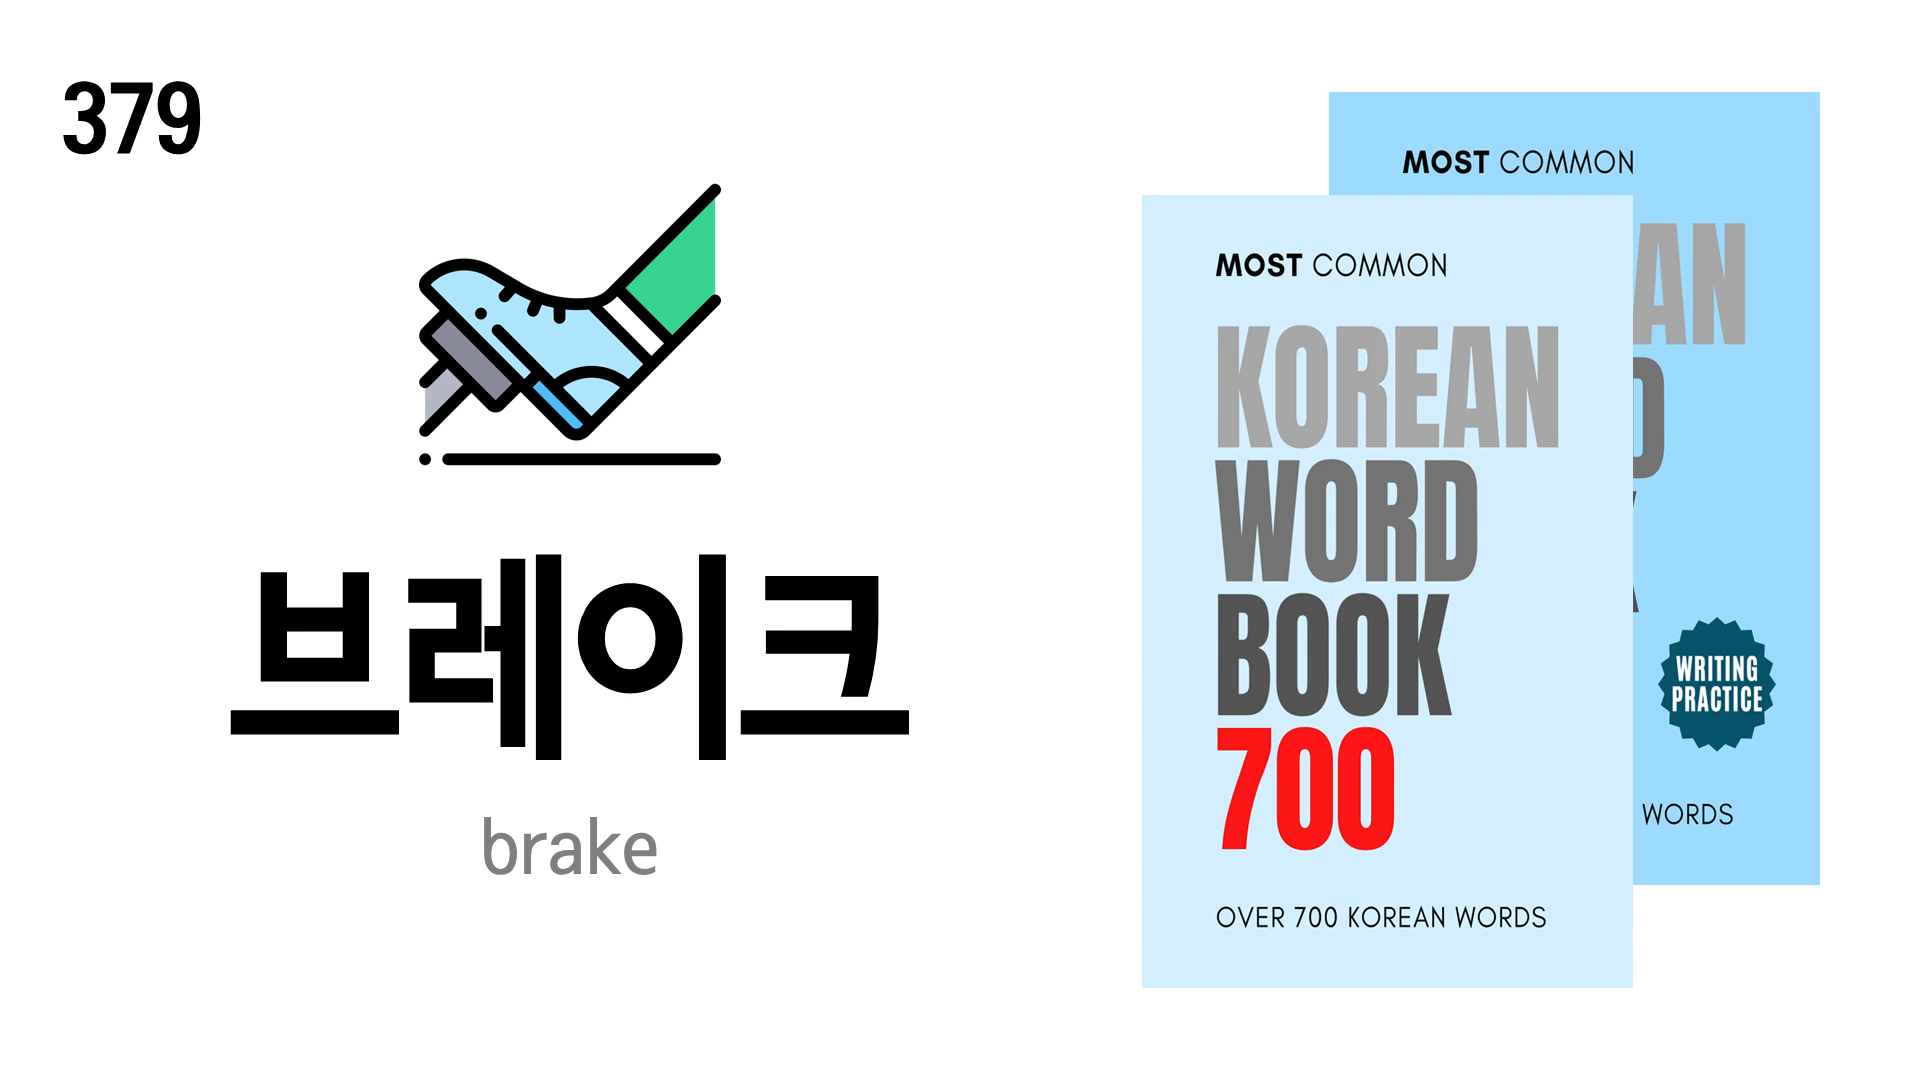 379
브레이크
brake
MOST COMMON
KOREAN
WORD
BOOK
700
OVER 700 KOREAN WORDS
MOST COMMON
AN
D
WRITING
PRACTICE
WORDS